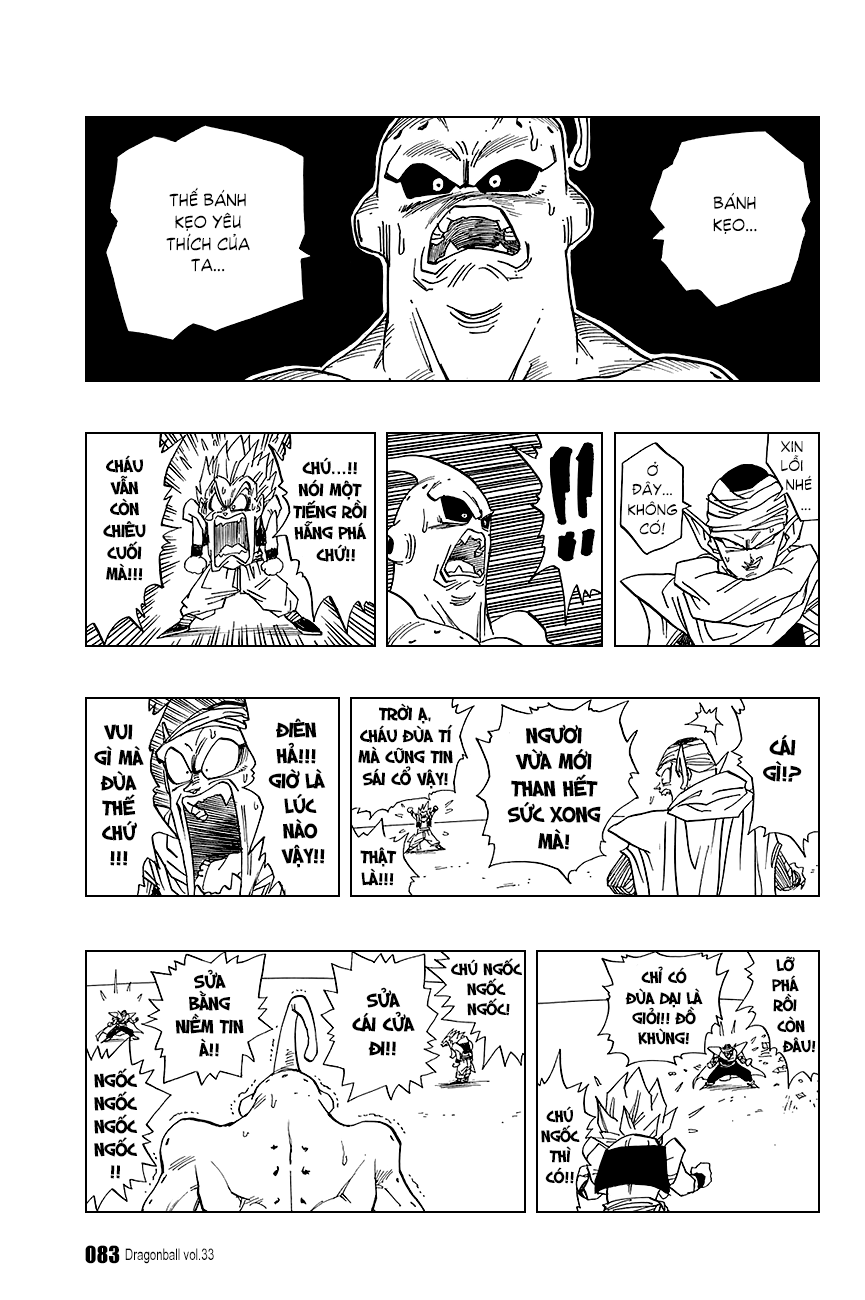 BÁNH
KẸO...
THẾ BÁNH
KẸO YÊU
THÍCH CỦA
TA...
XIN
LỖI
NHÉ
...
Ở
ĐÂY...
KHÔNG
CÓ!
!!
CHÚ...!!
NÓI MỘT
TIẾNG RỒI
HẴNG PHÁ
CHỨ!!
CHÁU
VẪN
CÒN
CHIÊU
CUỐI
MÀ!!!
CÁI
GÌ!?
NGƯƠI
VỪA MỚI
THAN HẾT
SỨC XONG
MÀ!
TRỜI Ạ,
CHÁU ĐÙA TÍ
MÀ CŨNG TIN
SÁI CỔ VẬY!
THẬT
LÀ!!!
ĐIÊN
HẢ!!!
GIỜ LÀ
LÚC
NÀO
VẬY!!
VUI
GÌ MÀ
ĐÙA
THẾ
CHỨ
!!!
LỠ
PHÁ
RỒI
CÒN
ĐÂU!
CHỈ CÓ
ĐÙA DẠI LÀ
GIỎI!! ĐỒ
KHÙNG!
CHÚ
NGỐC
THÌ
CÓ!!
CHÚ NGỐC
NGỐC
NGỐC!
SỬA
CÁI CỬA
ĐI!!
SỬA
BẰNG
NIỀM TIN
À!!
NGỐC
NGỐC
NGỐC
NGỐC
!!
083 Dragonball vol.33